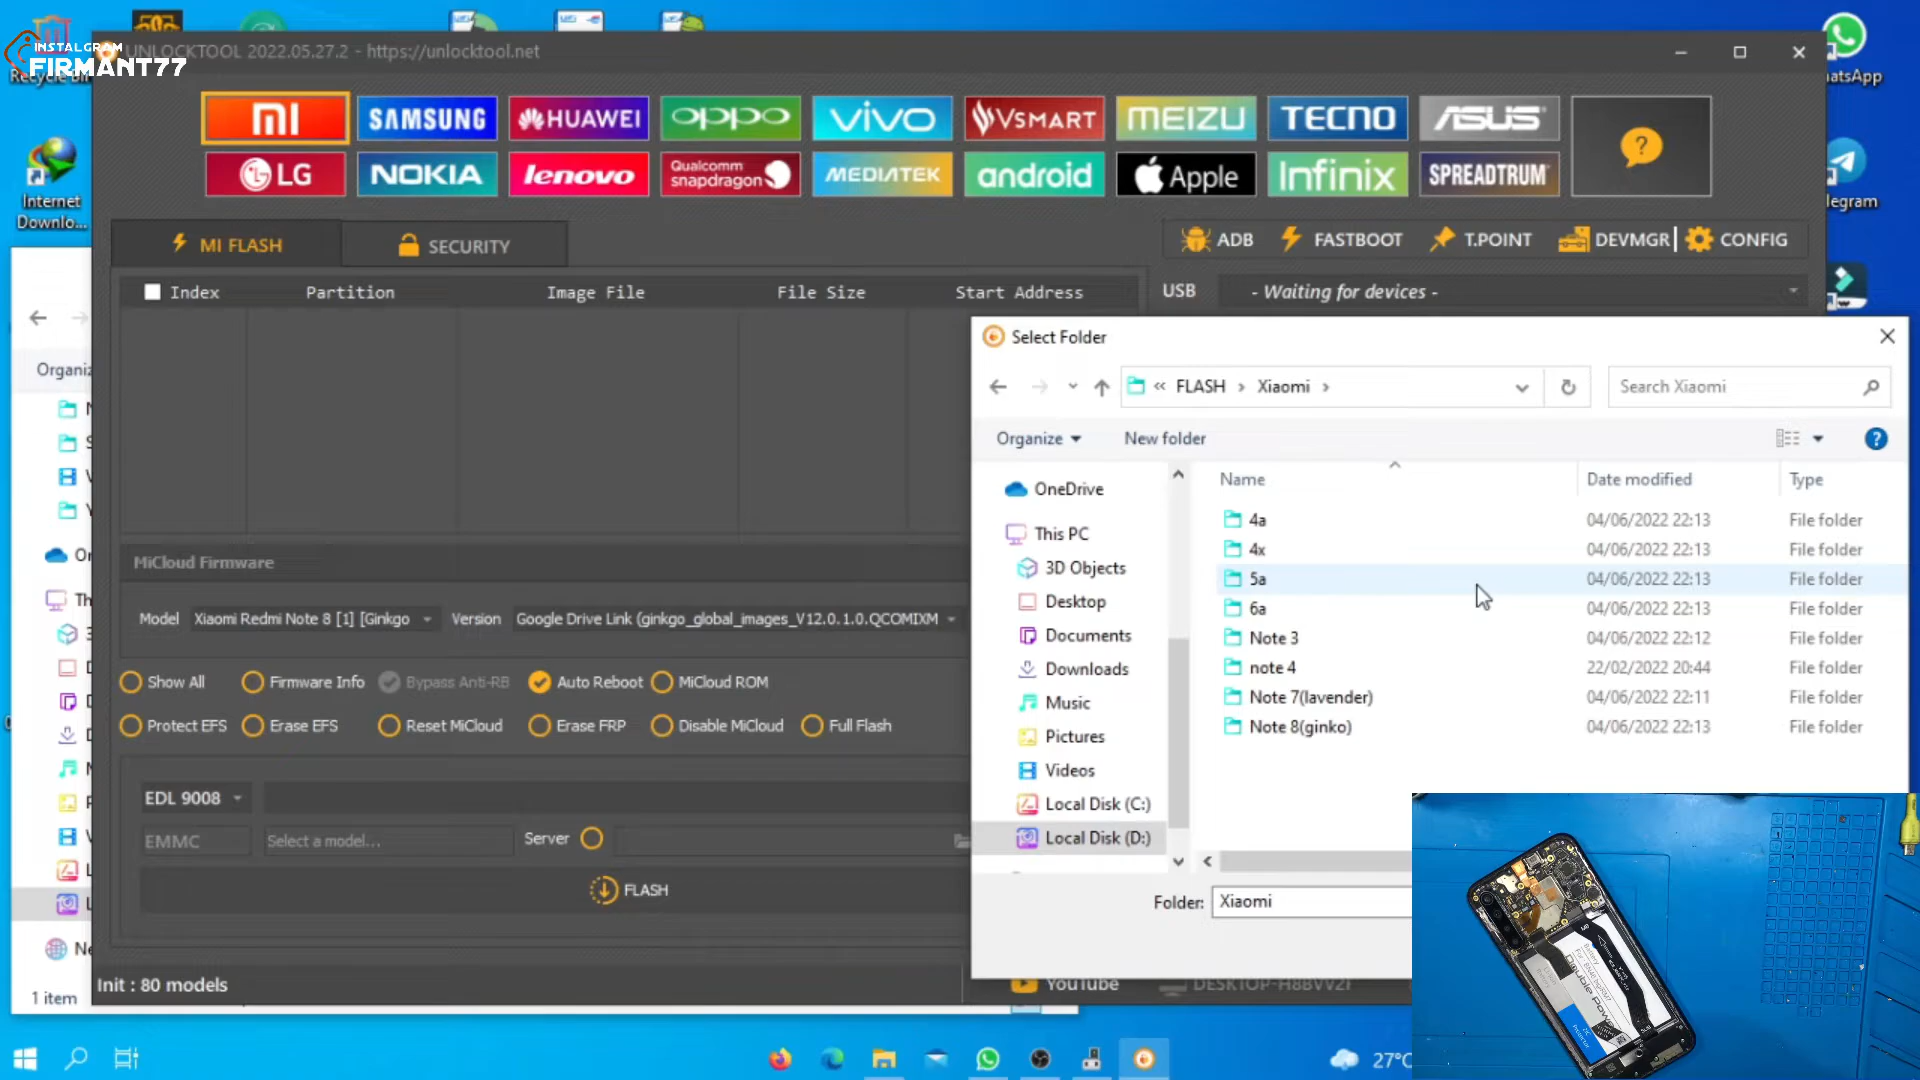 INSTALGRAM
FIRMANT77
UNLOCKTOOL 2022.05.27.2 - https://unlocktool.net
WhatsApp
Internet
Downlo...
mi
SAMSUNG
HUAWEI
oppo
vivo
VSMART
MEIZU
TECNO
ASUS
?
LG
NOKIA
lenovo
Qualcomm
snapdragon
MEDIATEK
android
Apple
Infinix
SPREADTRUM
MI FLASH
SECURITY
ADB
FASTBOOT
T.POINT
DEVMGR
CONFIG
Index
Partition
Image File
File Size
Start Address
USB
- Waiting for devices -
Select Folder
« FLASH › Xiaomi ›
Search Xiaomi
Organize
New folder
?
OneDrive
This PC
3D Objects
Desktop
Documents
Downloads
Music
Pictures
Videos
Local Disk (C:)
Local Disk (D:)
Name
Date modified
Type
4a 04/06/2022 22:13 File folder
4x 04/06/2022 22:13 File folder
5a 04/06/2022 22:13 File folder
6a 04/06/2022 22:13 File folder
Note 3 04/06/2022 22:12 File folder
note 4 22/02/2022 20:44 File folder
Note 7(lavender) 04/06/2022 22:11 File folder
Note 8(ginko) 04/06/2022 22:13 File folder
Folder: Xiaomi
MiCloud Firmware
Model Xiaomi Redmi Note 8 [1] [Ginkgo
Version Google Drive Link (ginkgo_global_images_V12.0.1.0.QCOMIXM
Show All
Firmware Info
Bypass Anti-RB
Auto Reboot
MiCloud ROM
Protect EFS
Erase EFS
Reset MiCloud
Erase FRP
Disable MiCloud
Full Flash
EDL 9008
EMMC
Select a model...
Server
FLASH
Init : 80 models
YouTube
DESKTOP-H8BVV2I
1 item
27°C
Double Power